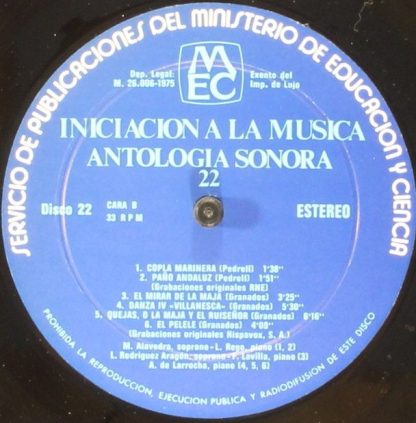 SERVICIO DE PUBLICACIONES DEL MINISTERIO DE EDUCACION Y CIENCIA
MEC
Dep. Legal:
M. 26.006-1975
Exento del
Imp. de Lujo
INICIACION A LA MUSICA
ANTOLOGIA SONORA
22
Disco 22
CARA B
33 RPM
ESTEREO
1. COPLA MARINERA (Pedrell) 1'38''
2. PAÑO ANDALUZ (Pedrell) 1'51''
(Grabaciones originales RNE)
3. EL MIRAR DE LA MAJA (Granados) 3'25''
4. DANZA IV «VILLANESCA» (Granados) 5'30''
5. QUEJAS, O LA MAJA Y EL RUISEÑOR (Granados) 6'16''
6. EL PELELE (Granados) 4'00''
(Grabaciones originales Hispavox, S. A.)
M. Alavedra, soprano - L. Rego, piano (1, 2)
L. Rodríguez Aragón, soprano - F. Lavilla, piano (3)
A. de Larrocha, piano (4, 5, 6)
PROHIBIDA LA REPRODUCCION, EJECUCION PUBLICA Y RADIODIFUSION DE ESTE DISCO